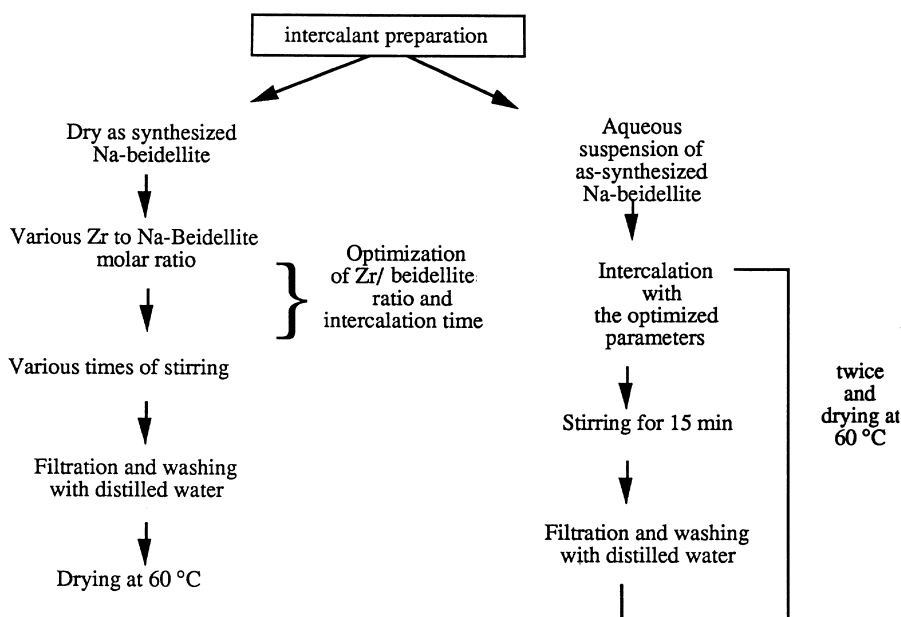 intercalant preparation
Dry as synthesized
Na-beidellite
Various Zr to Na-Beidellite
molar ratio
Optimization
of Zr/ beidellite
ratio and
intercalation time
Various times of stirring
Filtration and washing
with distilled water
Drying at 60 °C
Aqueous
suspension of
as-synthesized
Na-beidellite
Intercalation
with
the optimized
parameters
Stirring for 15 min
Filtration and washing
with distilled water
twice
and
drying at
60 °C